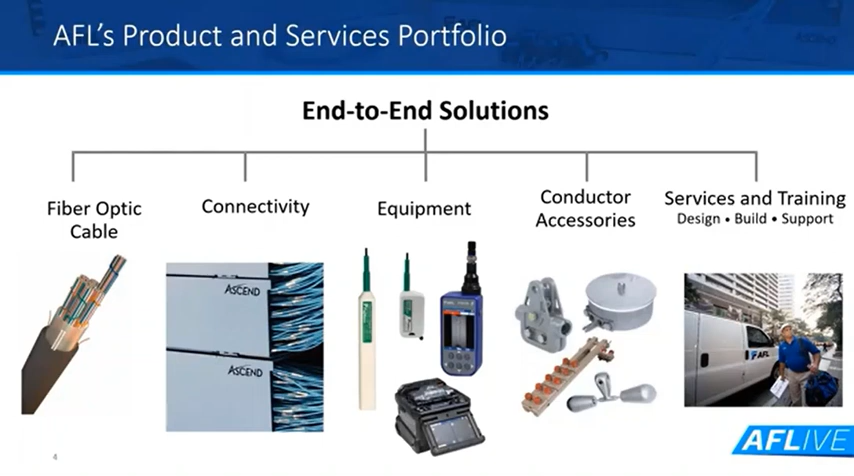 AFL's Product and Services Portfolio
End-to-End Solutions
Fiber Optic
Cable
Connectivity
Equipment
Conductor
Accessories
Services and Training
Design • Build • Support
ASCEND
ASCEND
AFL
4
AFLIVE